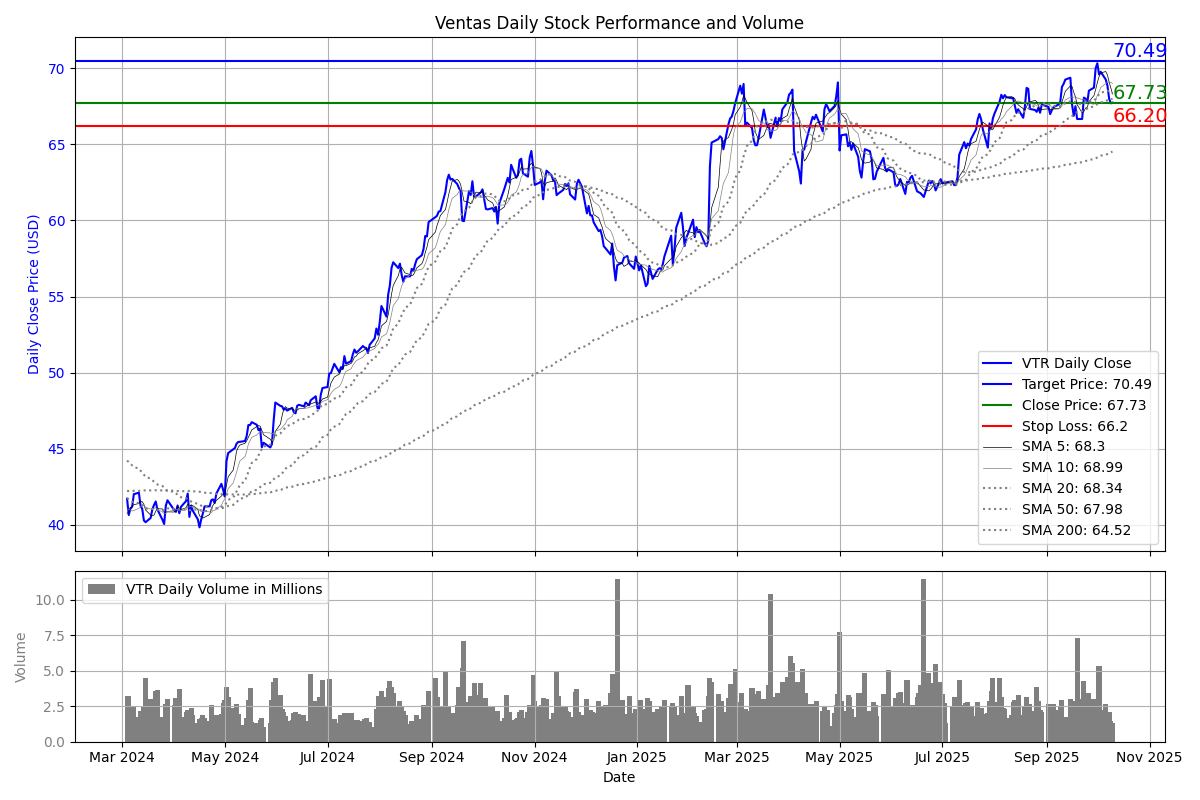 Ventas Daily Stock Performance and Volume
70.49
67.73
66.20
70
65
60
55
50
45
40
Daily Close Price (USD)
VTR Daily Close
Target Price: 70.49
Close Price: 67.73
Stop Loss: 66.2
SMA 5: 68.3
SMA 10: 68.99
SMA 20: 68.34
SMA 50: 67.98
SMA 200: 64.52
VTR Daily Volume in Millions
10.0
7.5
5.0
2.5
0.0
Volume
Mar 2024 May 2024 Jul 2024 Sep 2024 Nov 2024 Jan 2025 Mar 2025 May 2025 Jul 2025 Sep 2025 Nov 2025
Date